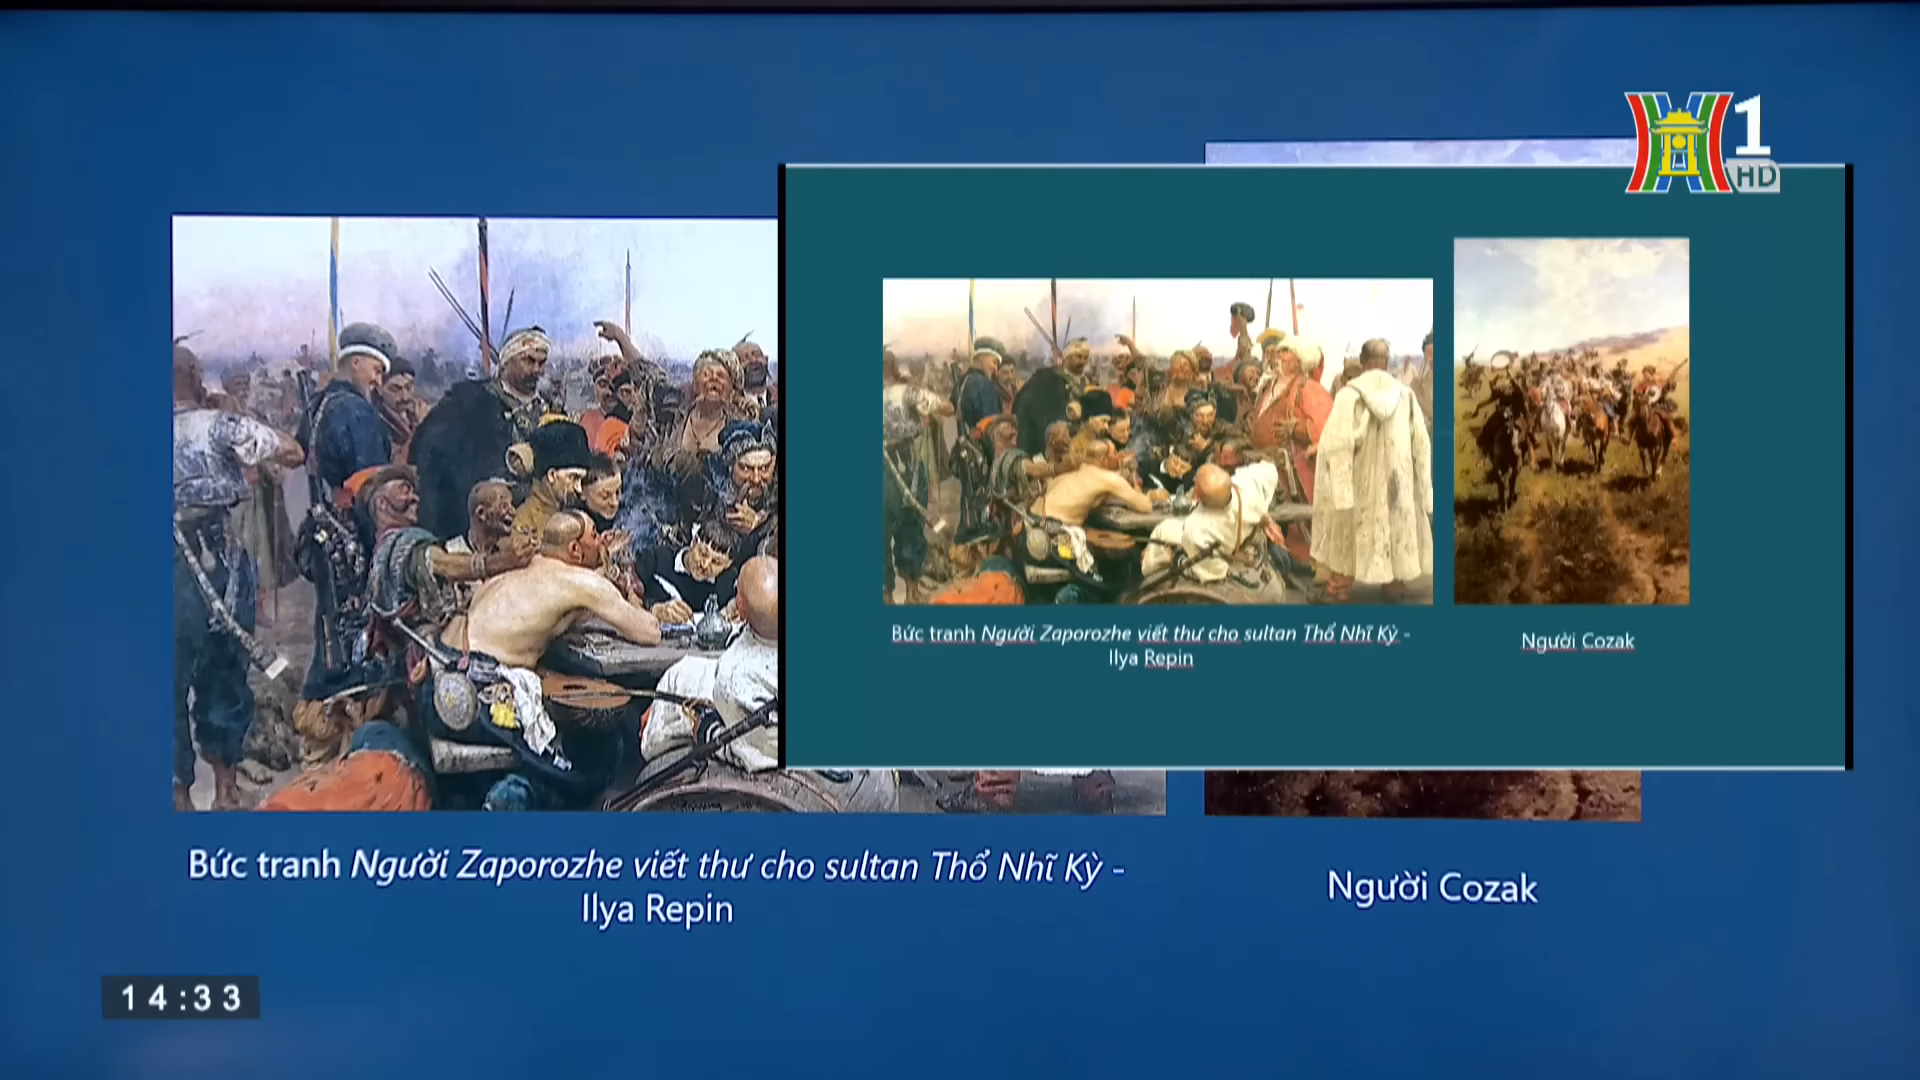 1
HD
Bức tranh Người Zaporozhe viết thư cho sultan Thổ Nhĩ Kỳ -
Ilya Repin
Người Cozak
Bức tranh Người Zaporozhe viết thư cho sultan Thổ Nhĩ Kỳ -
Ilya Repin
Người Cozak
14:33